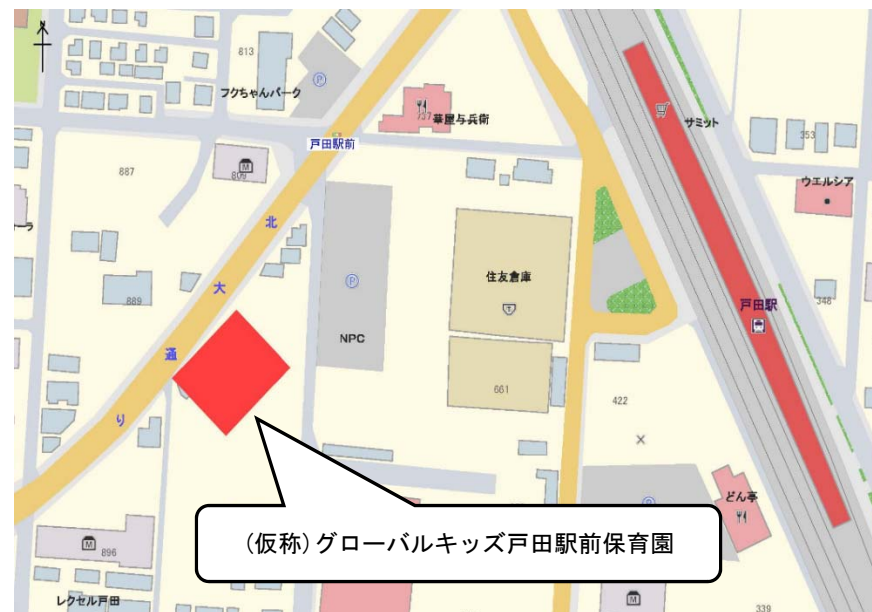 613
フクちゃんパーク
P
華屋与兵衛
サミット
353
戸田駅前
887
M
ウエルシア
北
大
通
り
住友倉庫
P
889
戸田駅
348
NPC
661
422
どん亭
(仮称)グローバルキッズ戸田駅前保育園
M
896
レクセル戸田
M
339